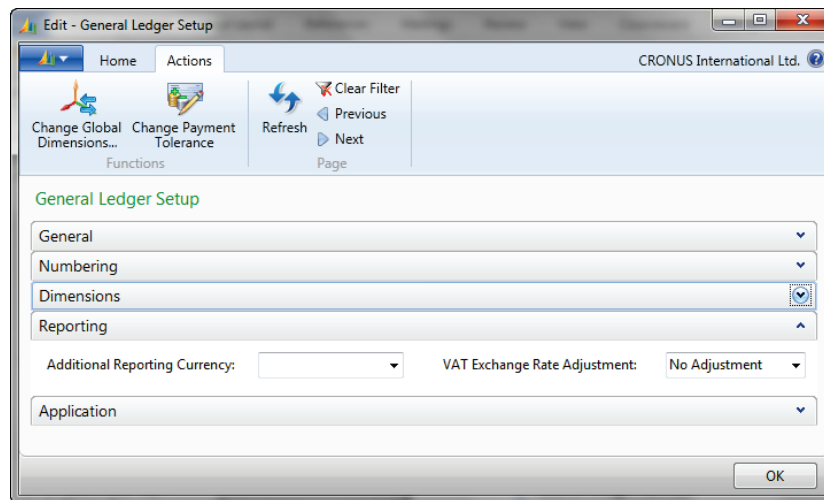 Edit - General Ledger Setup
Home Actions CRONUS International Ltd.
Change Global Dimensions...
Change Payment Tolerance
Refresh
Clear Filter
Previous
Next
Functions
Page
General Ledger Setup
General
Numbering
Dimensions
Reporting
Additional Reporting Currency: VAT Exchange Rate Adjustment: No Adjustment
Application
OK